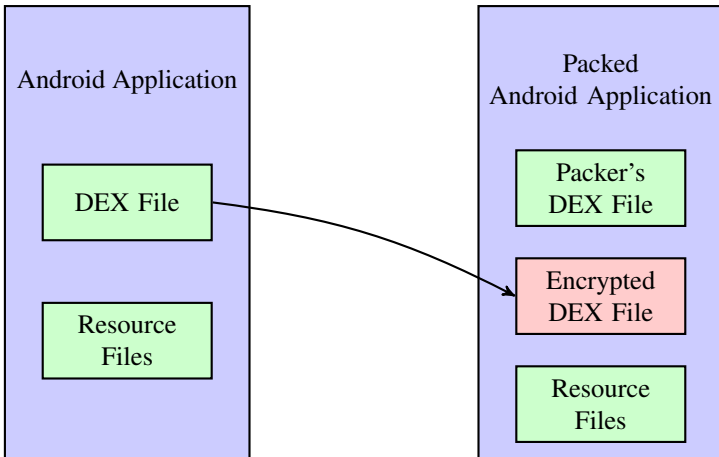 Android Application
DEX File
Resource
Files
Packed
Android Application
Packer's
DEX File
Encrypted
DEX File
Resource
Files